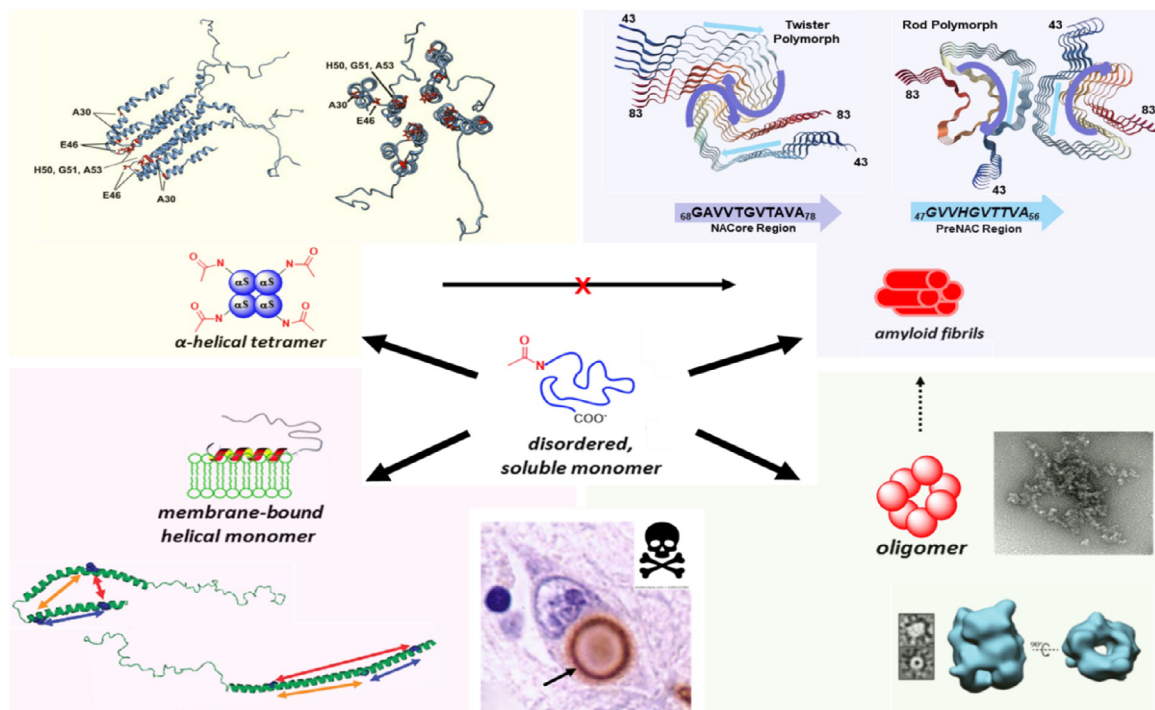 H50, G51, A53
A30
E46
A30
E46
H50, G51, A53
E46
A30
43
Twister
Polymorph
83
83
43
Rod Polymorph
43
83
83
43
68GAVVTGVTAVA78
NACore Region
47GVVHGVTTVA56
PreNAC Region
O
N
O
N
αS
αS
αS
αS
O
N
O
N
α-helical tetramer
X
amyloid fibrils
O
N
COO-
disordered,
soluble monomer
membrane-bound
helical monomer
oligomer
90°